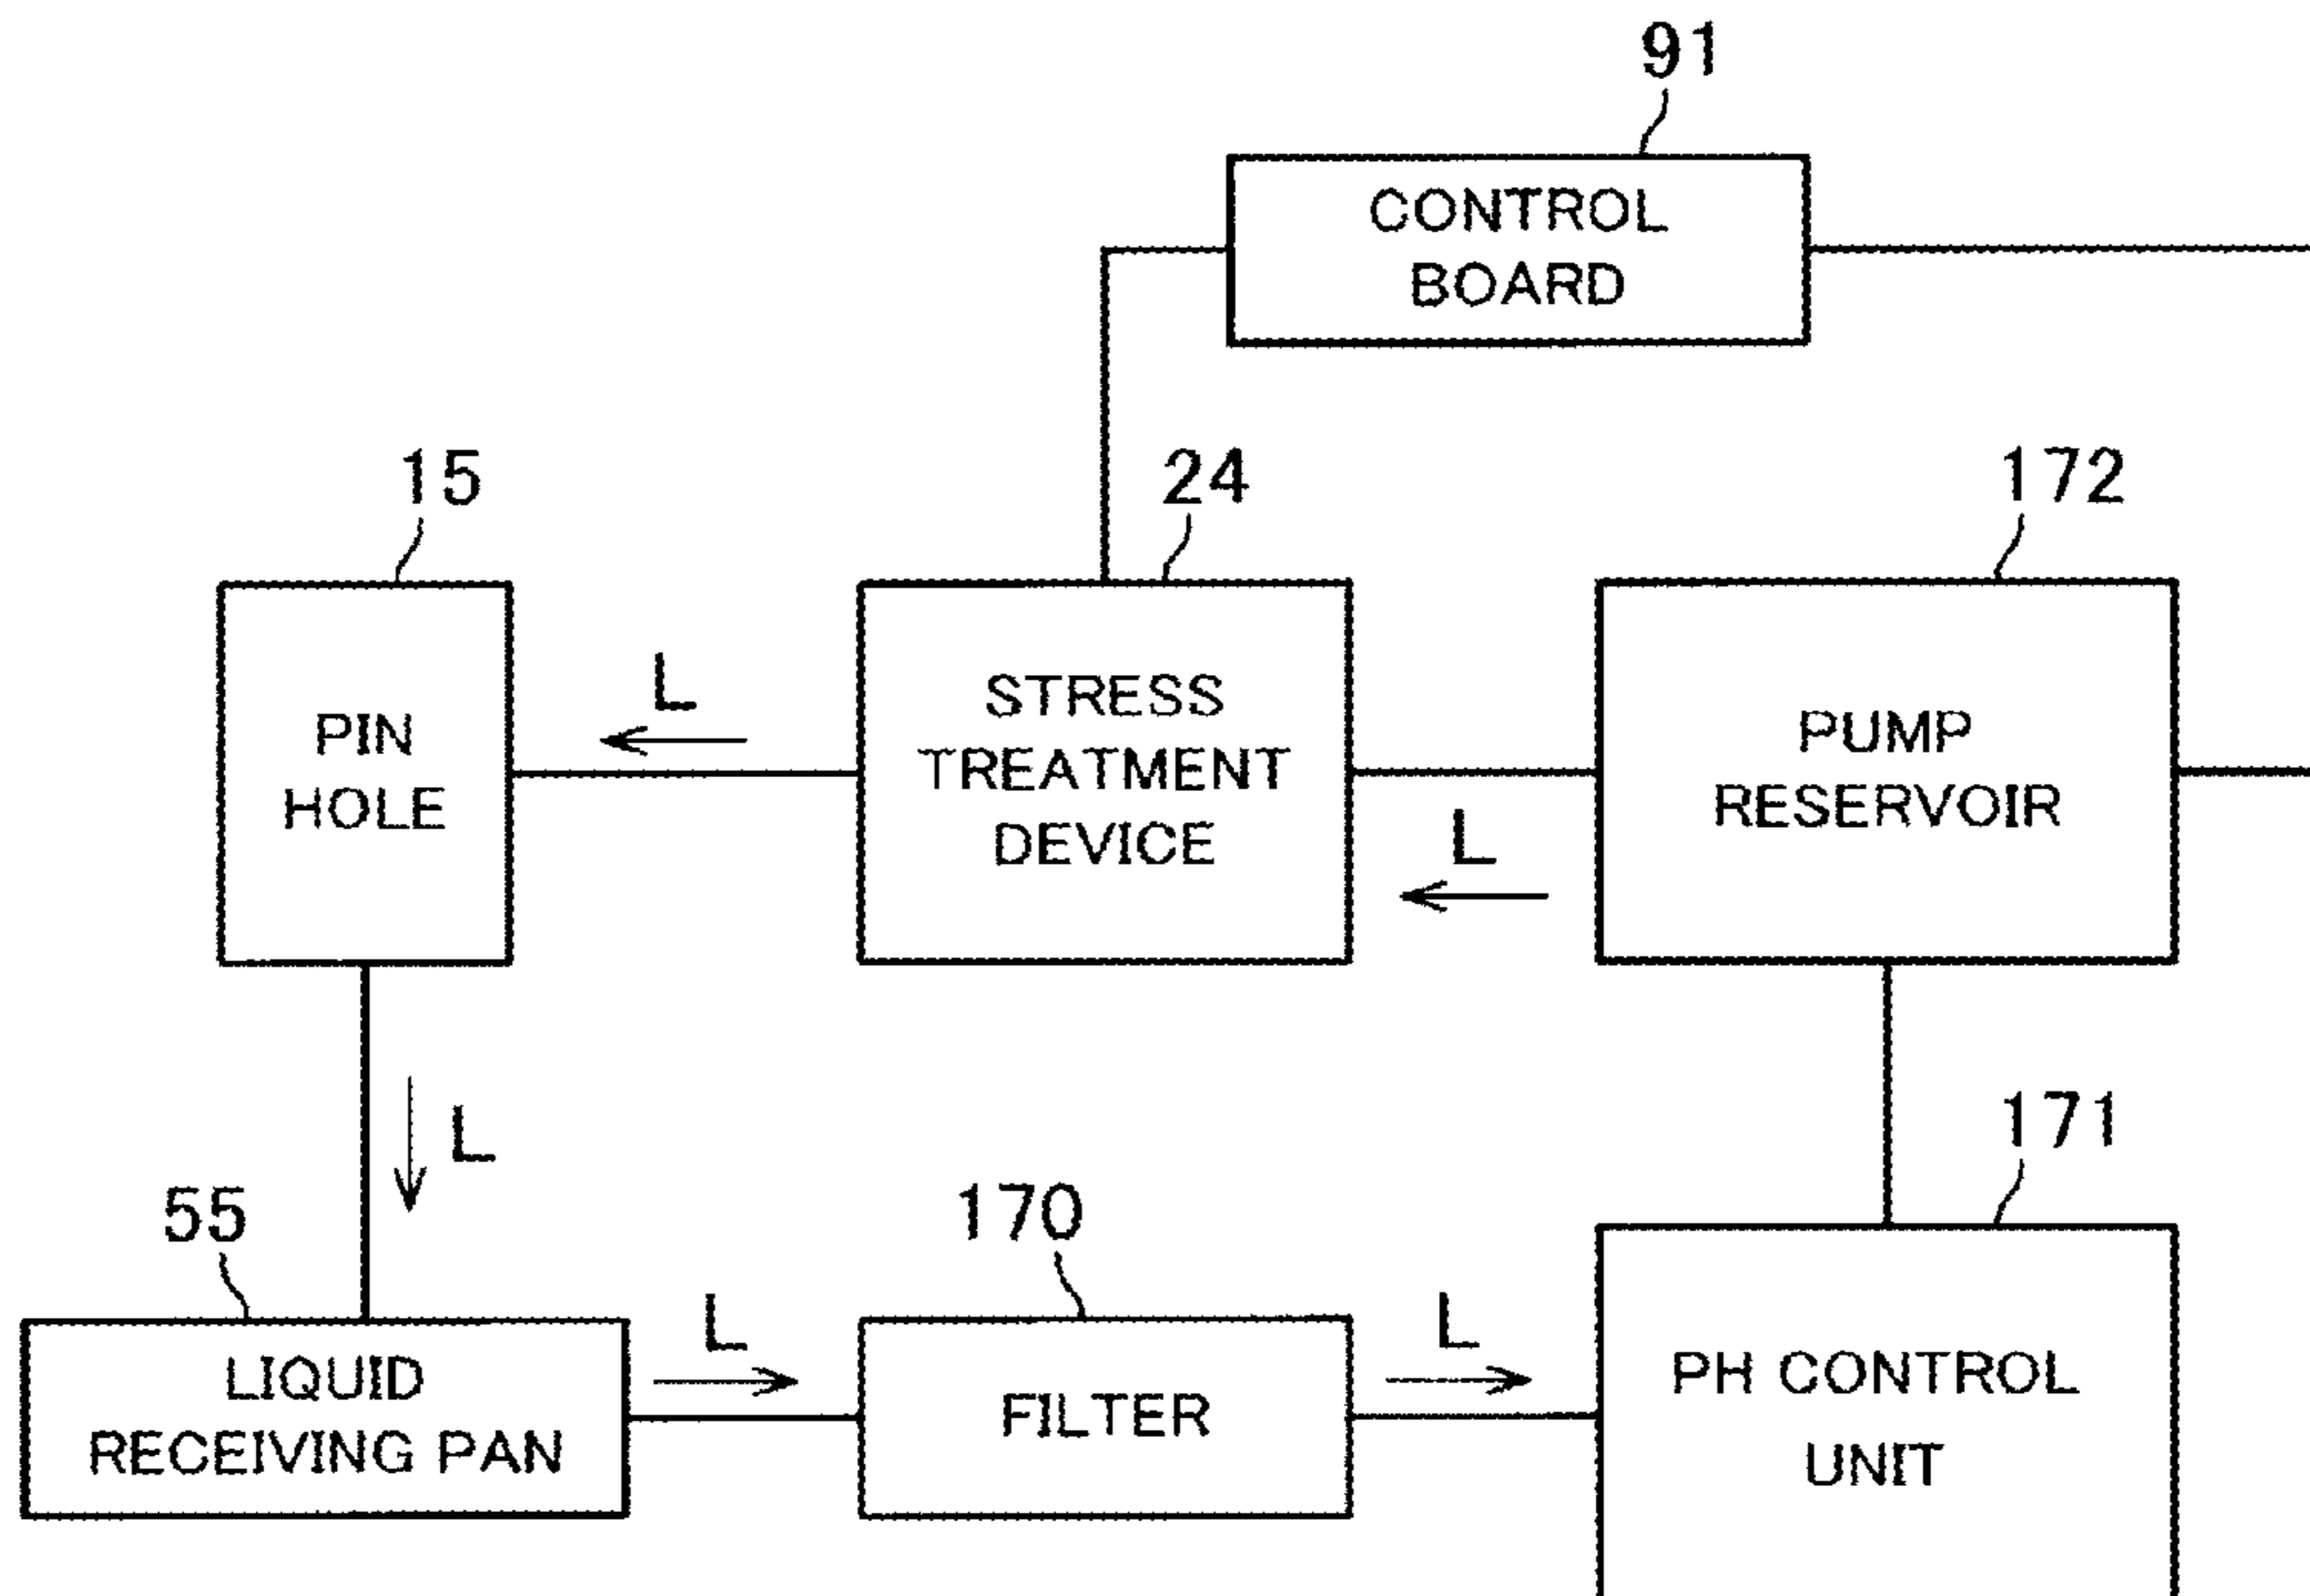 91
CONTROL
BOARD
15
24
172
L
PIN
HOLE
STRESS
TREATMENT
DEVICE
PUMP
RESERVOIR
L
L
171
55
170
L
L
LIQUID
RECEIVING PAN
FILTER
PH CONTROL
UNIT